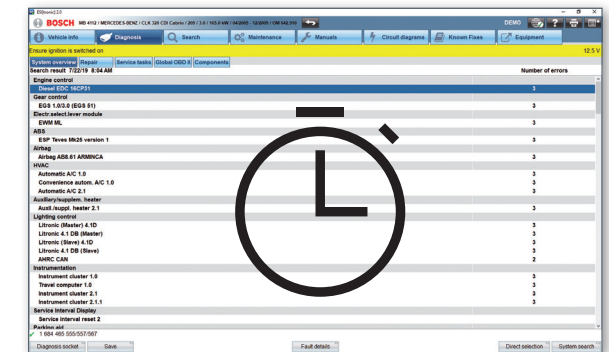 ESI[tronic] 2.0
BOSCH MB 4112 / MERCEDES-BENZ / CLK 320 CDI Cabrio / 209 / 3.0 / 165.0 kW / 04/2005 - 12/2009 / OM 642.910
DEMO
Vehicle info Diagnosis Search Maintenance Manuals Circuit diagrams Known Fixes Equipment
Ensure ignition is switched on 12.5 V
System overview Repair Service tasks Global OBD II Components
Search result 7/22/19 8:04 AM Number of errors
Engine control
Diesel EDC 16CP31 3
Gear control
EGS 1.0/3.0 (EGS 51) 3
Electr.select.lever module
EWM ML 3
ABS
ESP Teves Mk25 version 1 3
Airbag
Airbag AB8.61 ARMINCA 3
HVAC
Automatic A/C 1.0 3
Convenience autom. A/C 1.0 3
Automatic A/C 2.1 3
Auxiliary/supplem. heater
Auxil./suppl. heater 2.1 3
Lighting control
Litronic (Master) 4.1D 3
Litronic 4.1 DB (Master) 3
Litronic (Slave) 4.1D 3
Litronic 4.1 DB (Slave) 3
AHRC CAN 2
Instrumentation
Instrument cluster 1.0 3
Travel computer 1.0 3
Instrument cluster 2.1 3
Instrument cluster 2.1.1 3
Service Interval Display
Service interval reset 2 3
Parking aid
1 684 465 555/557/567
Diagnosis socket Save Fault details Direct selection System search